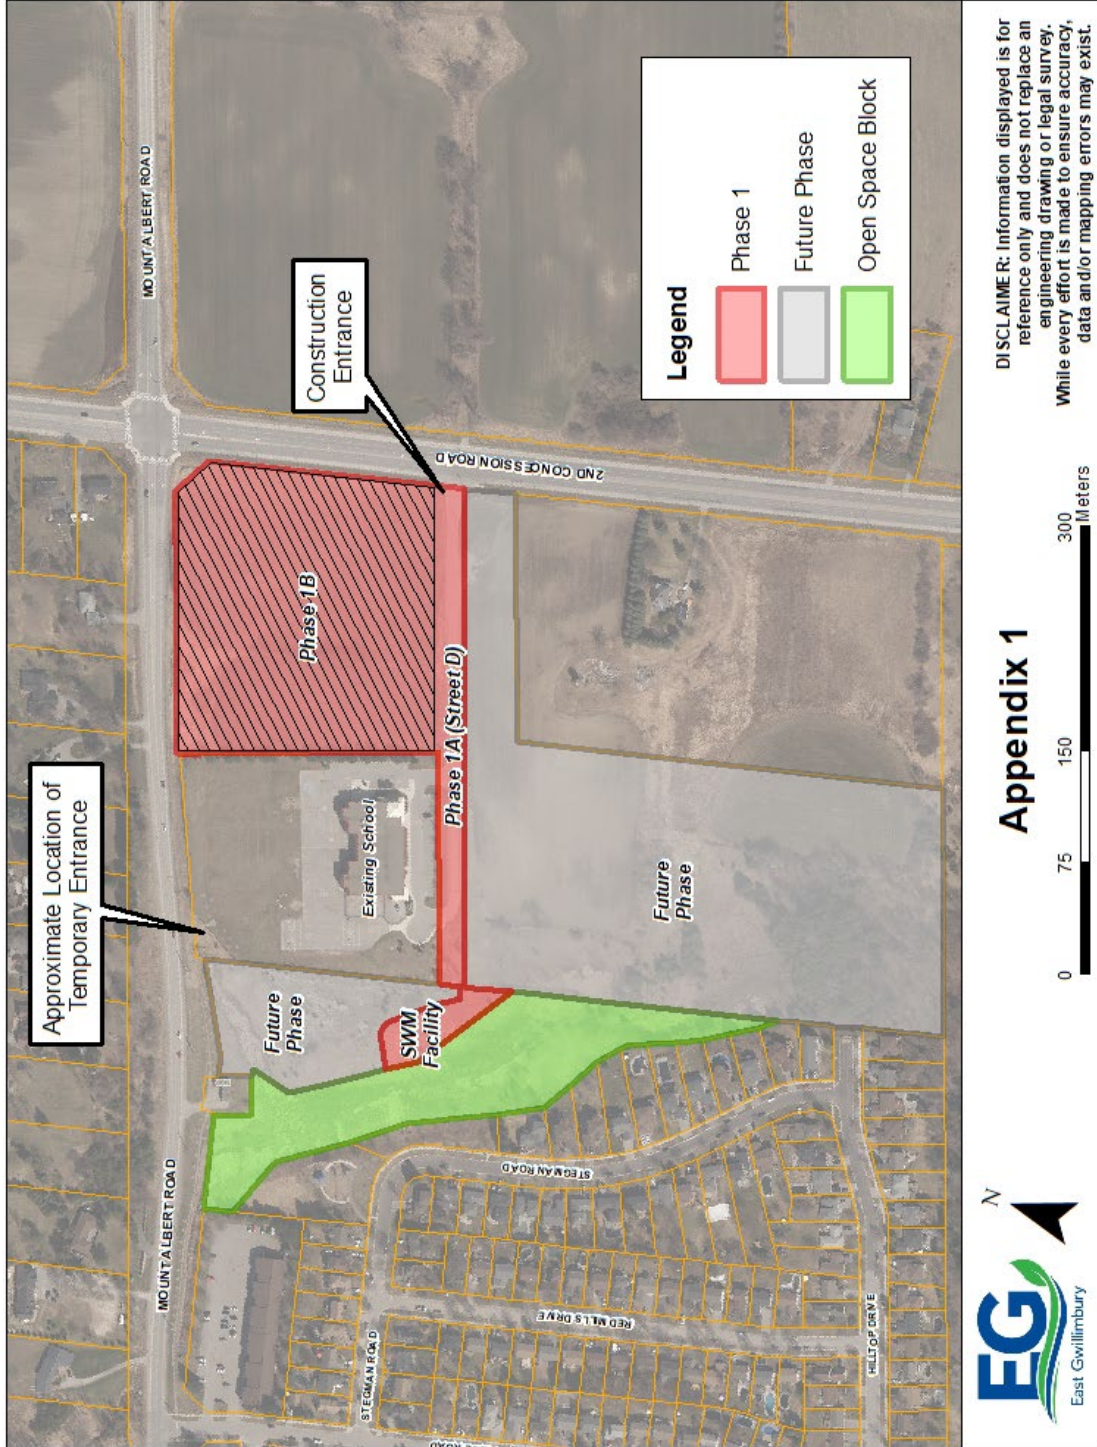 MOUNT ALBERT ROAD
Approximate Location of
Temporary Entrance
Construction
Entrance
MOUNT ALBERT ROAD
Phase 1B
Existing School
Future
Phase
SWM
Facility
Phase 1A (Street D)
2ND CONCESSION ROAD
Future
Phase
STEGMAN ROAD
STEGMAN ROAD
RED MILLS DRIVE
HILLTOP DRIVE
Legend
Phase 1
Future Phase
Open Space Block
EG
East Gwillimbury
N
Appendix 1
0
75
150
300
Meters
DISCLAIMER: Information displayed is for
reference only and does not replace an
engineering drawing or legal survey.
While every effort is made to ensure accuracy,
data and/or mapping errors may exist.